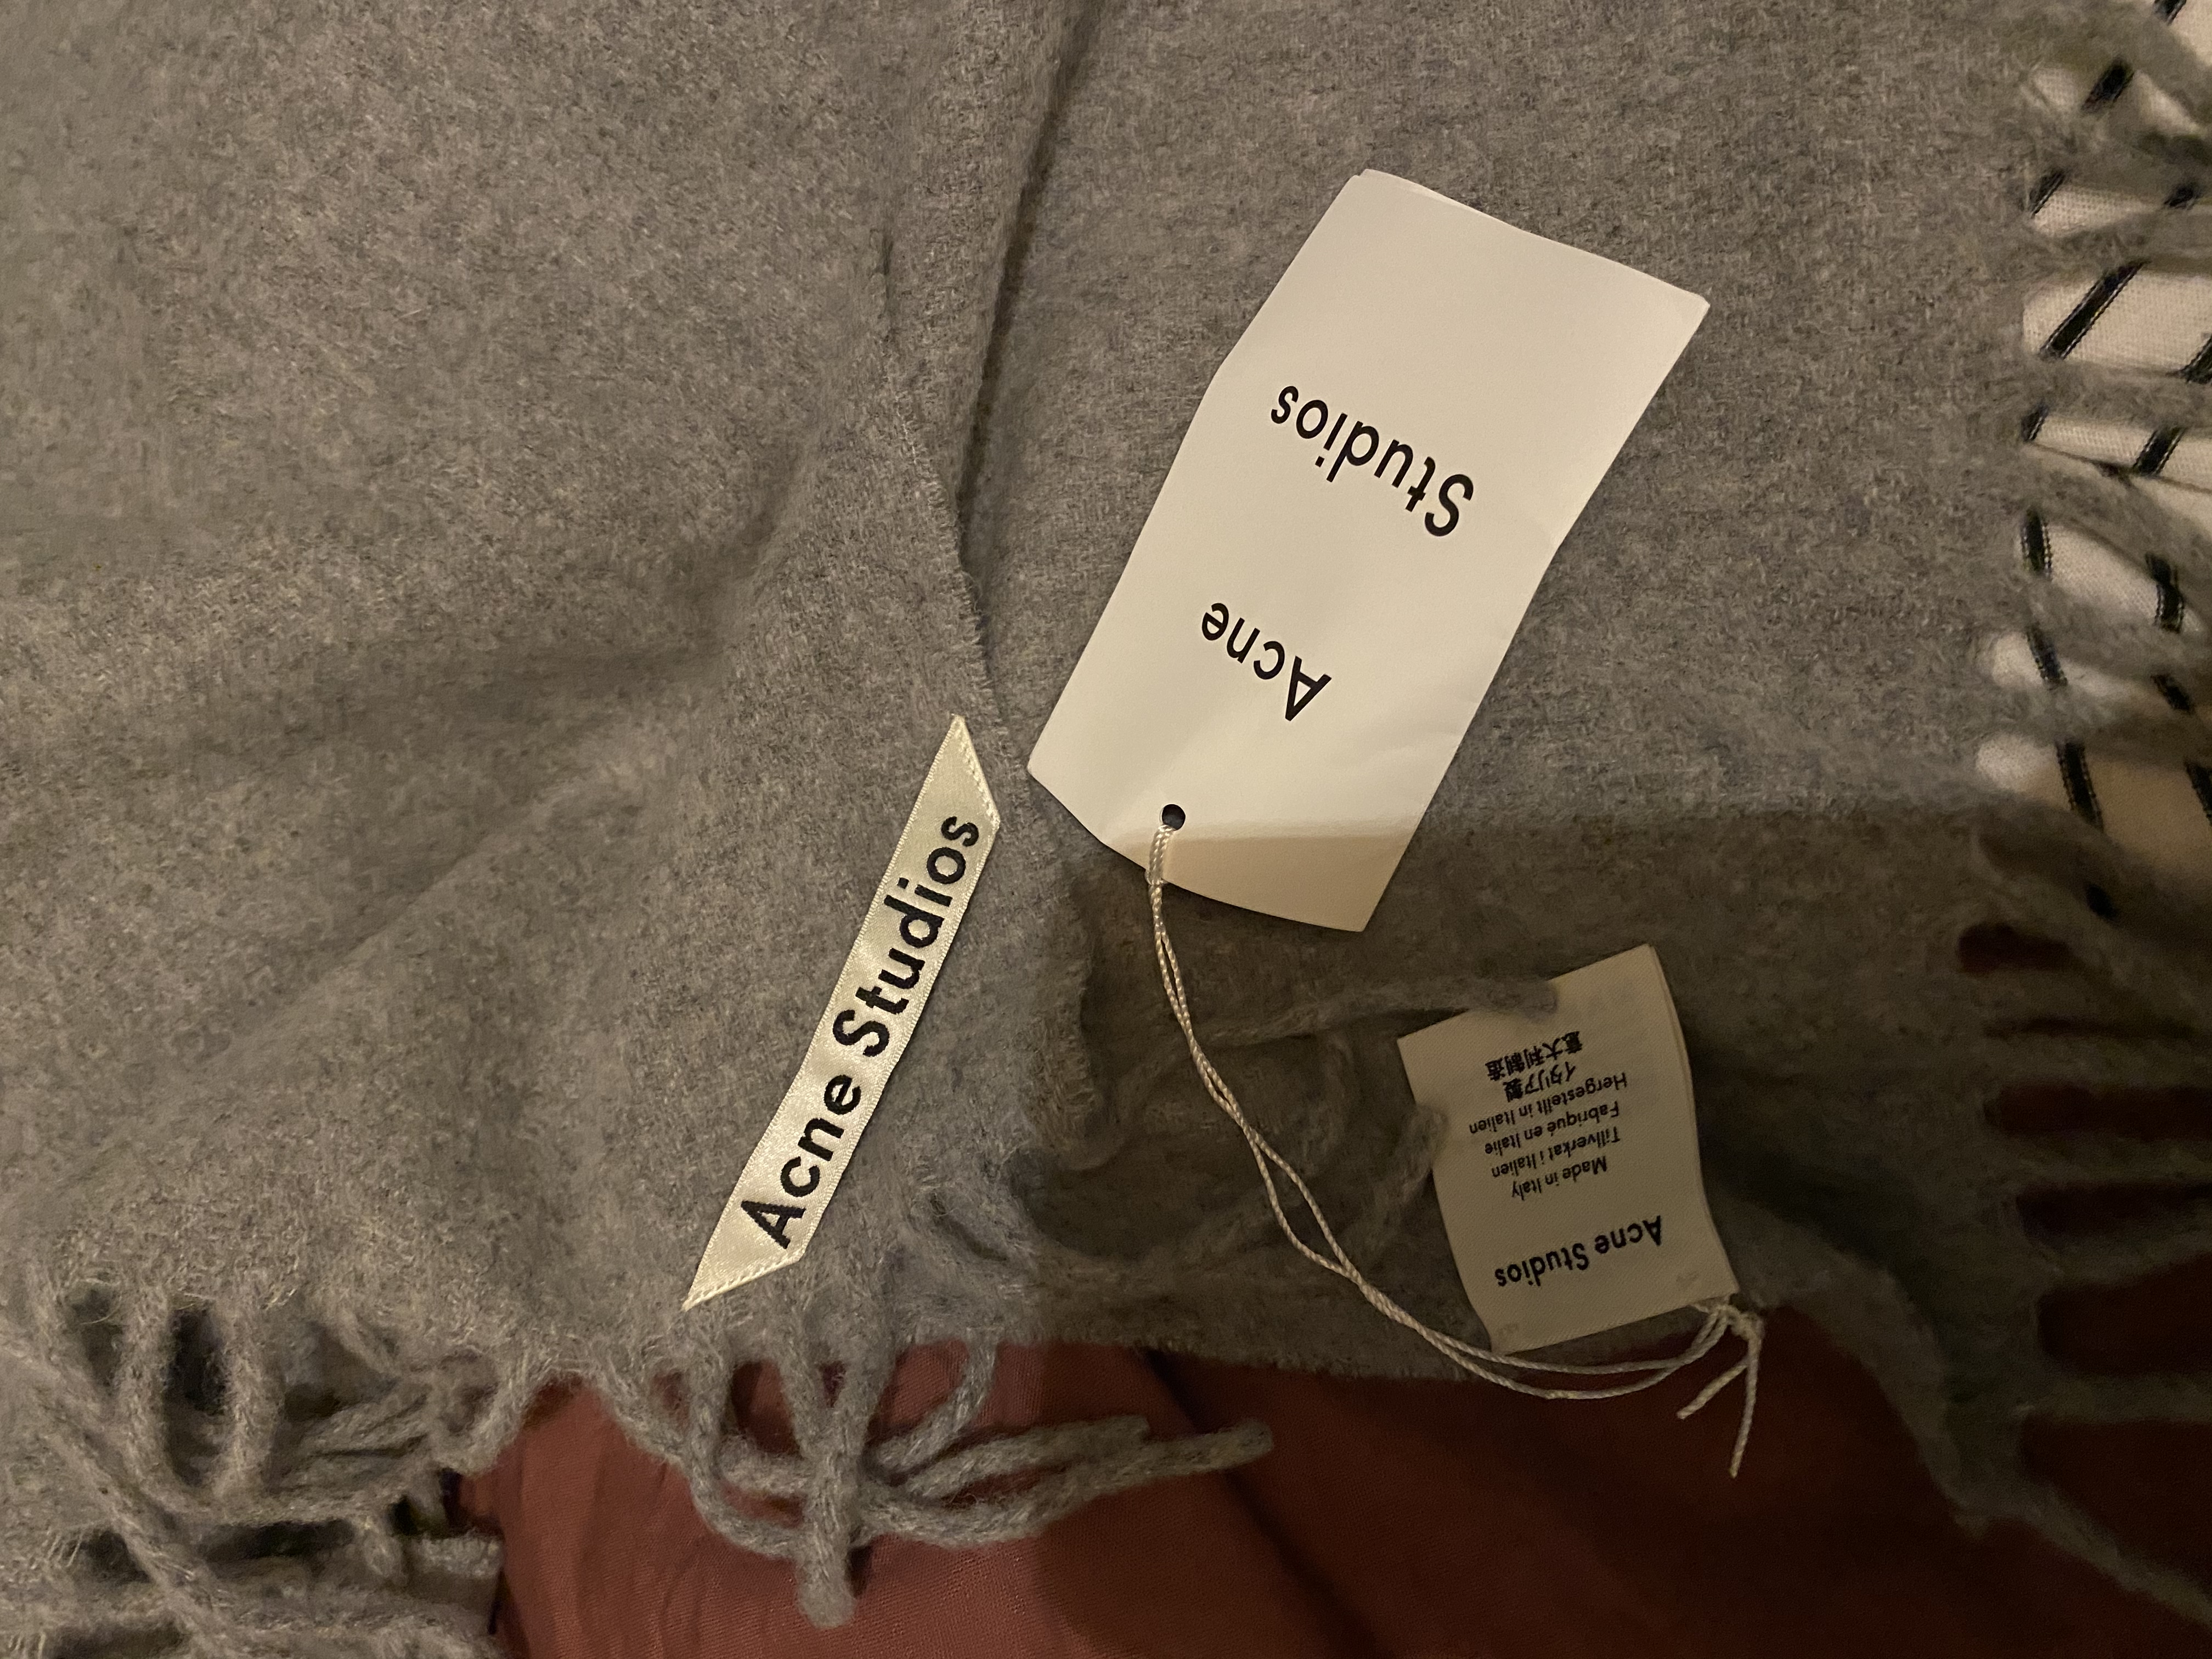 Acne
Studios
Acne Studios
Acne Studios
Made in Italy
Tillverkat i Italien
Fabriqué en Italie
Hergestellt in Italien
イタリア製
意大利制造